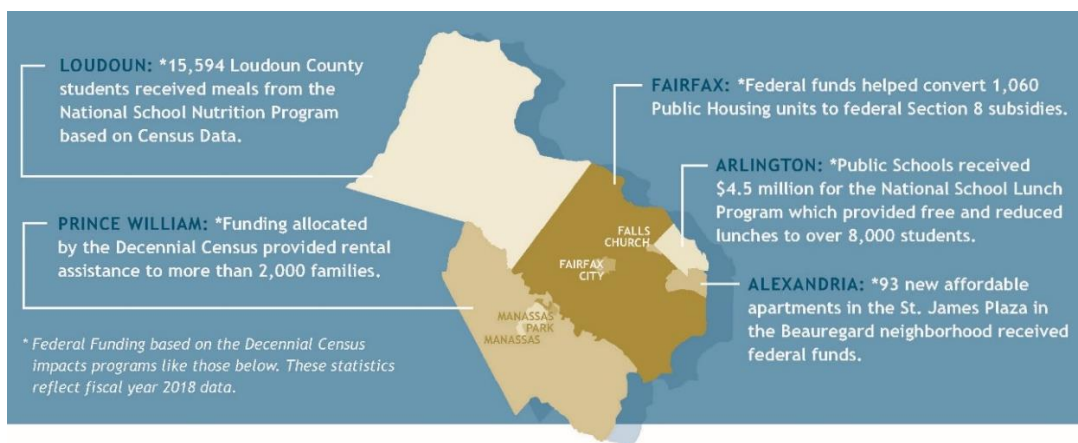 LOUDOUN: *15,594 Loudoun County
students received meals from the
National School Nutrition Program
based on Census Data.
PRINCE WILLIAM: *Funding allocated
by the Decennial Census provided rental
assistance to more than 2,000 families.
* Federal Funding based on the Decennial Census
impacts programs like those below. These statistics
reflect fiscal year 2018 data.
FALLS
CHURCH
FAIRFAX
CITY
MANASSAS
PARK
MANASSAS
FAIRFAX: *Federal funds helped convert 1,060
Public Housing units to federal Section 8 subsidies.
ARLINGTON: *Public Schools received
$4.5 million for the National School Lunch
Program which provided free and reduced
lunches to over 8,000 students.
ALEXANDRIA: *93 new affordable
apartments in the St. James Plaza in
the Beauregard neighborhood received
federal funds.